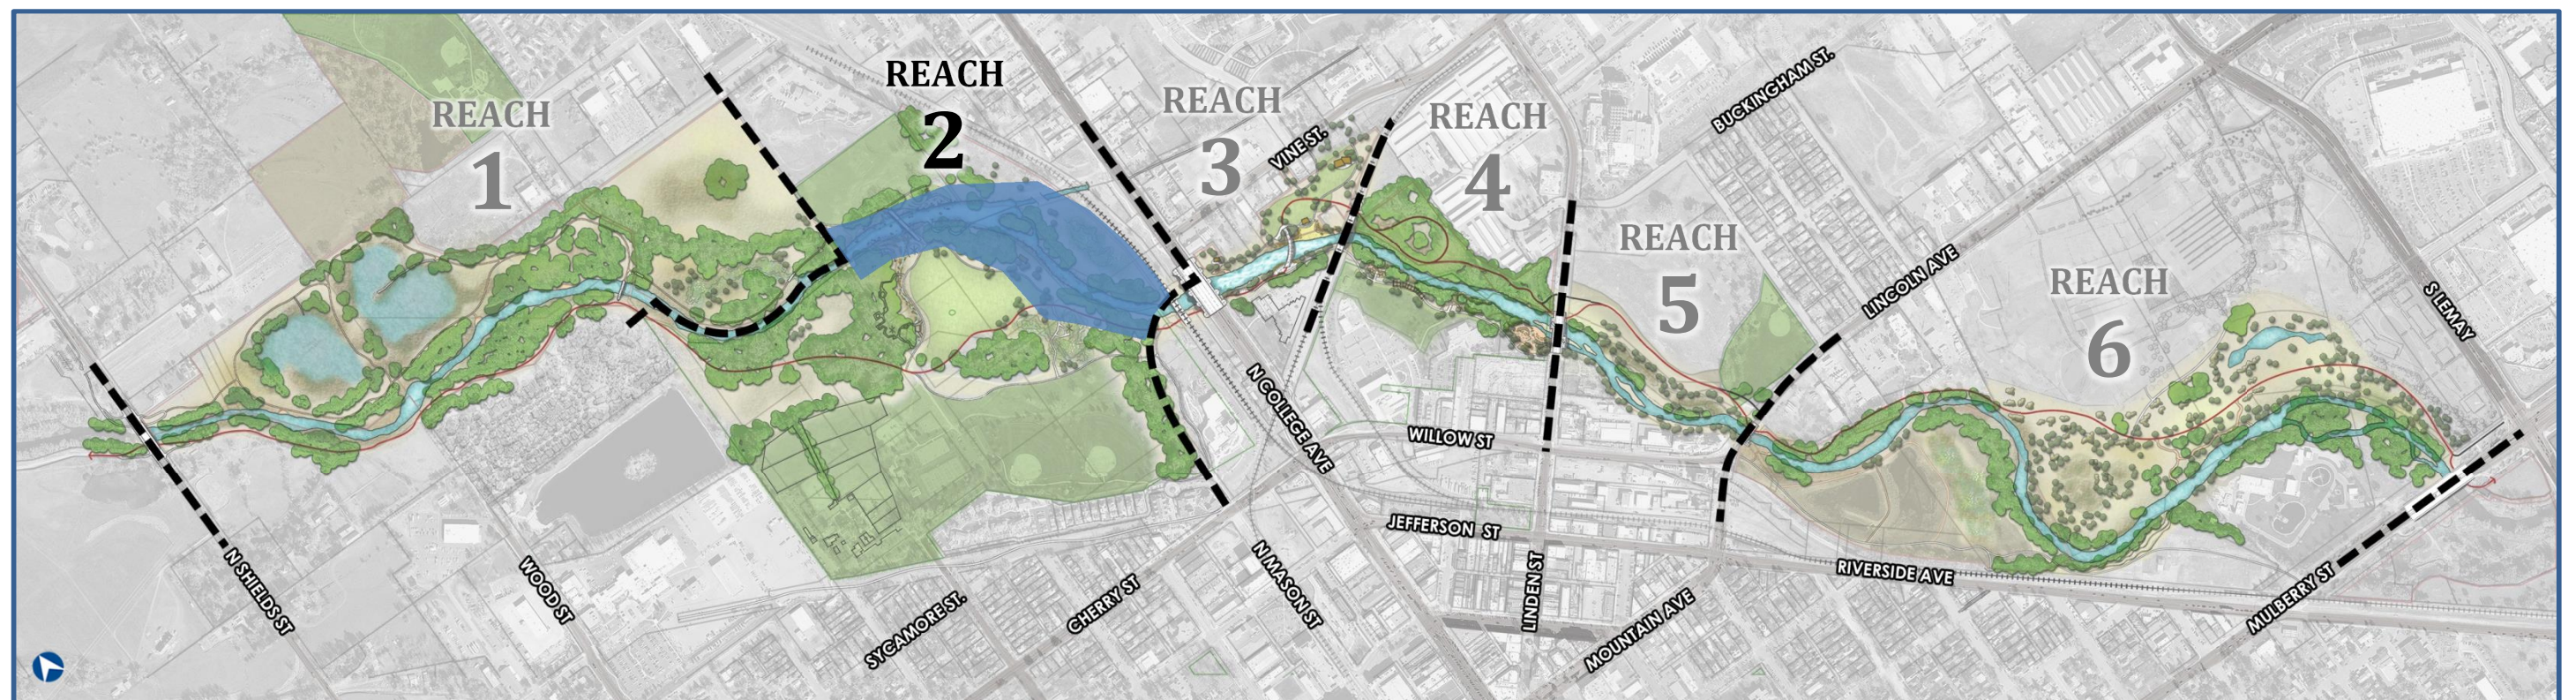 REACH
1
REACH
2
REACH
3
REACH
4
REACH
5
REACH
6
VINE ST.
BUCKINGHAM ST.
LINCOLN AVE
S LEMAY
N COLLEGE AVE
WILLOW ST
JEFFERSON ST
N SHIELDS ST
WOOD ST
SYCAMORE ST.
CHERRY ST
N MASON ST
LINDEN ST
MOUNTAIN AVE
RIVERSIDE AVE
MULBERRY ST